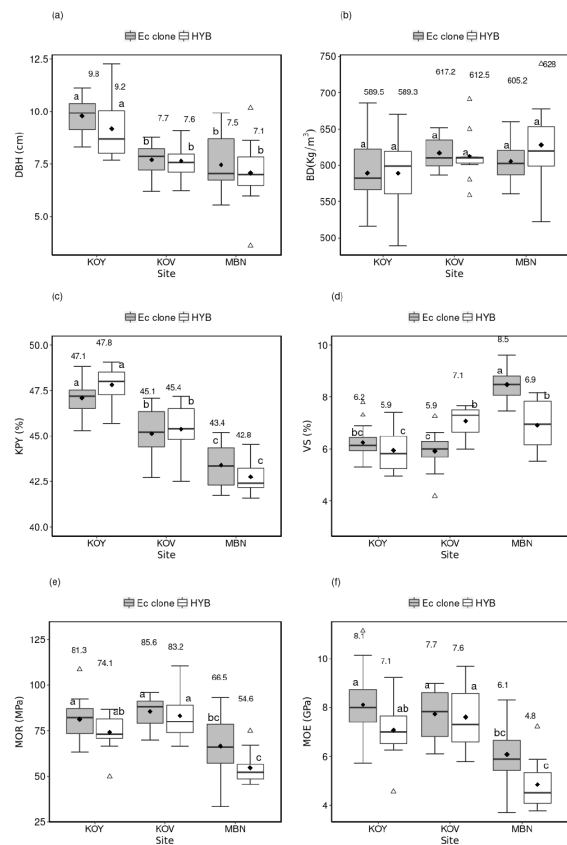 (a)
Ec clone HYB
DBH (cm)
12.5
10.0
7.5
5.0
9.8
9.2
7.7
7.6
7.5
7.1
a
a
b
b
b
b
KOY KOV MBN
Site
(b)
Ec clone HYB
BD(Kg/m³)
750
700
650
600
550
500
589.5
589.3
617.2
612.5
605.2
628
a
a
a
a
a
a
KOY KOV MBN
Site
(c)
Ec clone HYB
KPY (%)
50.0
47.5
45.0
42.5
40.0
47.1
47.8
45.1
45.4
43.4
42.8
a
a
b
b
c
c
KOY KOV MBN
Site
(d)
Ec clone HYB
VS (%)
10
8
6
4
6.2
5.9
5.9
7.1
8.5
6.9
bc
c
c
b
a
b
KOY KOV MBN
Site
(e)
Ec clone HYB
MOR (MPa)
125
100
75
50
25
81.3
74.1
85.6
83.2
66.5
54.6
a
ab
a
a
bc
c
KOY KOV MBN
Site
(f)
Ec clone HYB
MOE (GPa)
10
8
6
4
8.1
7.1
7.7
7.6
6.1
4.8
a
ab
a
a
bc
c
KOY KOV MBN
Site